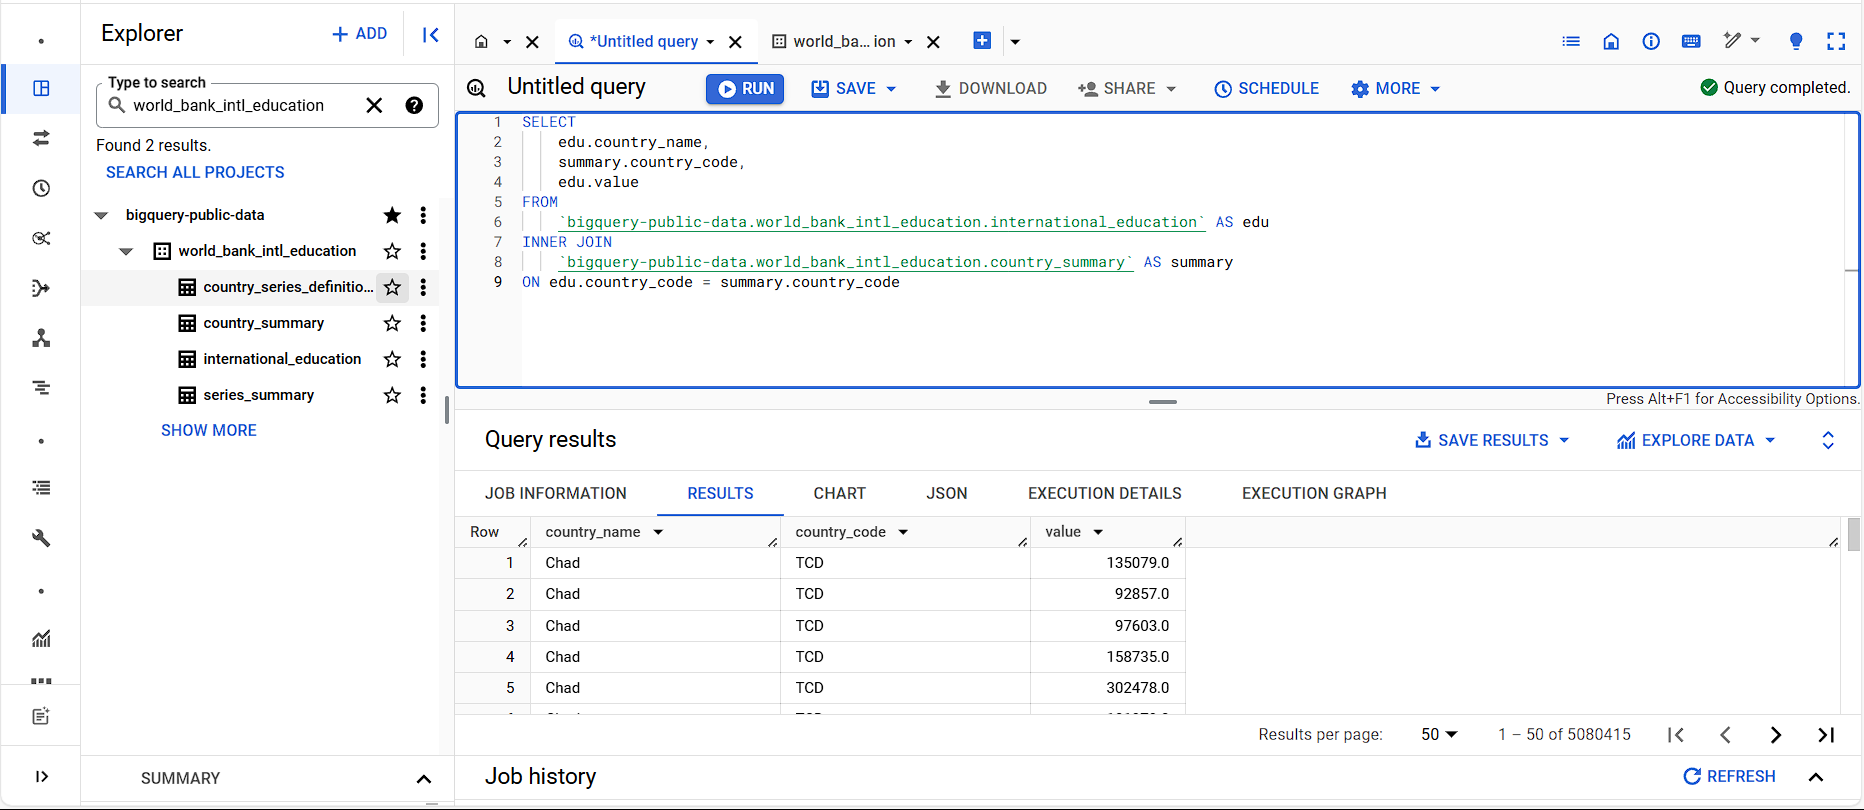 Explorer
+ ADD
Type to search
world_bank_intl_education
Found 2 results.
SEARCH ALL PROJECTS
bigquery-public-data
world_bank_intl_education
country_series_definitio...
country_summary
international_education
series_summary
SHOW MORE
SUMMARY
*Untitled query
world_ba... ion
Untitled query
RUN
SAVE
DOWNLOAD
SHARE
SCHEDULE
MORE
Query completed.
1 SELECT
2 edu.country_name,
3 summary.country_code,
4 edu.value
5 FROM
6 `bigquery-public-data.world_bank_intl_education.international_education` AS edu
7 INNER JOIN
8 `bigquery-public-data.world_bank_intl_education.country_summary` AS summary
9 ON edu.country_code = summary.country_code
Press Alt+F1 for Accessibility Options.
Query results
SAVE RESULTS
EXPLORE DATA
JOB INFORMATION RESULTS CHART JSON EXECUTION DETAILS EXECUTION GRAPH
Row country_name country_code value
1 Chad TCD 135079.0
2 Chad TCD 92857.0
3 Chad TCD 97603.0
4 Chad TCD 158735.0
5 Chad TCD 302478.0
Results per page: 50 1 – 50 of 5080415
Job history
REFRESH